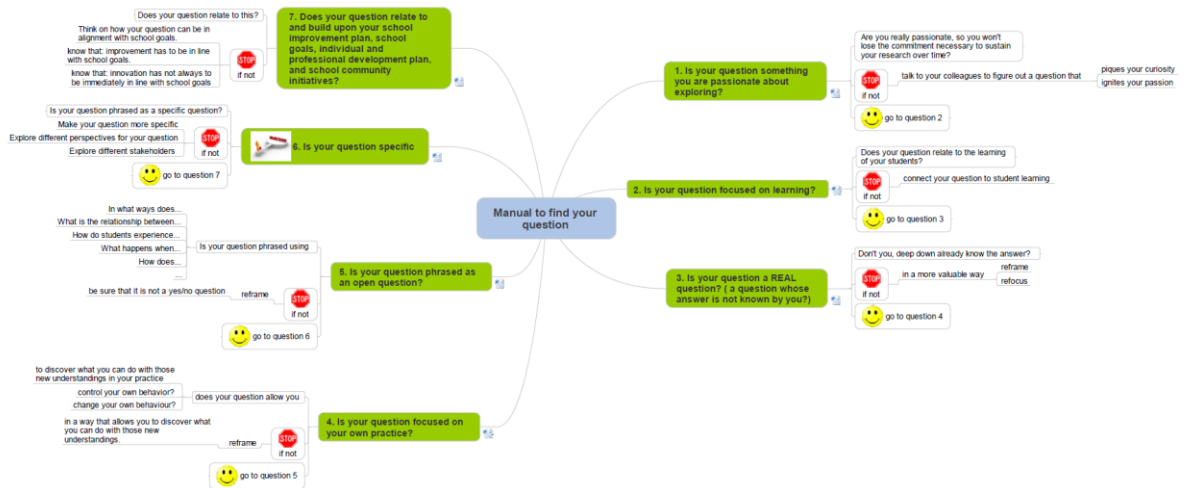 Manual to find your
question
1. Is your question something
you are passionate about
exploring?
Are you really passionate, so you won't
lose the commitment necessary to sustain
your research over time?
STOP
if not
talk to your colleagues to figure out a question that
piques your curiosity
ignites your passion
go to question 2
2. Is your question focused on learning?
Does your question relate to the learning
of your students?
STOP
if not
connect your question to student learning
go to question 3
3. Is your question a REAL
question? ( a question whose
answer is not known by you?)
Don't you, deep down already know the answer?
STOP
if not
in a more valuable way
reframe
refocus
go to question 4
4. Is your question focused on
your own practice?
does your question allow you
to discover what you can do with those
new understandings in your practice
control your own behavior?
change your own behaviour?
STOP
if not
reframe
in a way that allows you to discover what
you can do with those new
understandings.
go to question 5
5. Is your question phrased as
an open question?
Is your question phrased using
In what ways does...
What is the relationship between...
How do students experience...
What happens when...
How does...
...
STOP
if not
reframe
be sure that it is not a yes/no question
go to question 6
6. Is your question specific
Is your question phrased as a specific question?
STOP
if not
Make your question more specific
Explore different perspectives for your question
Explore different stakeholders
go to question 7
7. Does your question relate to
and build upon your school
improvement plan, school
goals, individual and
professional development plan,
and school community
initiatives?
Does your question relate to this?
STOP
if not
Think on how your question can be in
alignment with school goals.
know that: improvement has to be in line
with school goals.
know that: innovation has not always to
be immediately in line with school goals